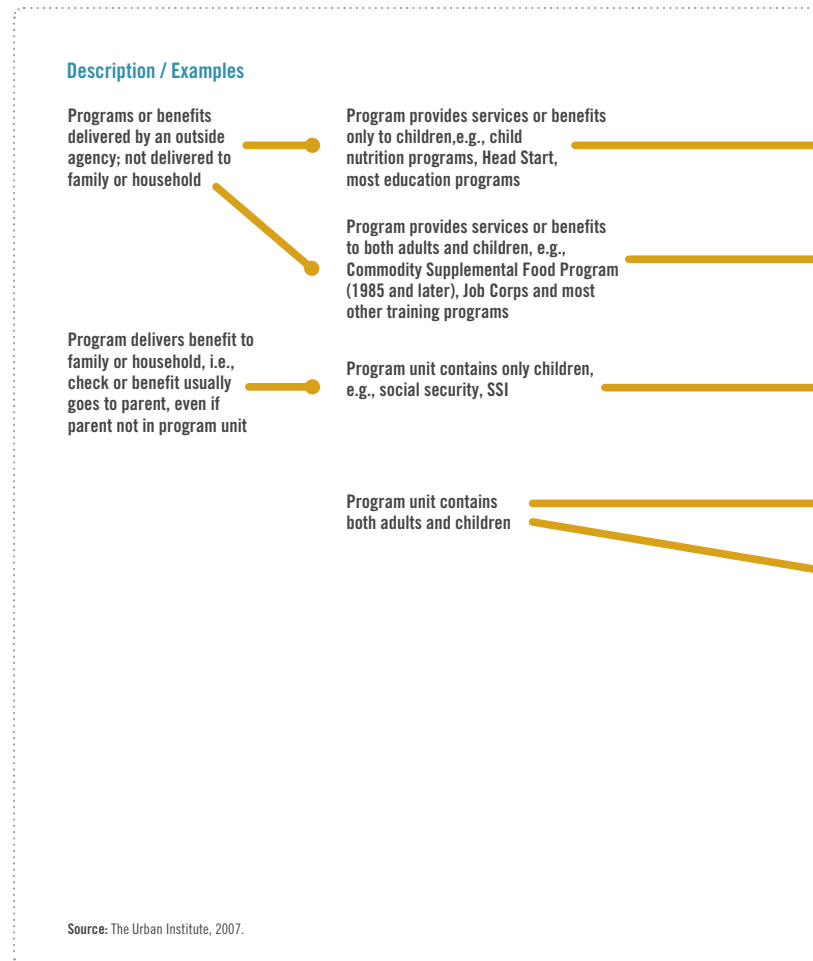 Description / Examples
Programs or benefits
delivered by an outside
agency; not delivered to
family or household
Program provides services or benefits
only to children,e.g., child
nutrition programs, Head Start,
most education programs
Program provides services or benefits
to both adults and children, e.g.,
Commodity Supplemental Food Program
(1985 and later), Job Corps and most
other training programs
Program delivers benefit to
family or household, i.e.,
check or benefit usually
goes to parent, even if
parent not in program unit
Program unit contains only children,
e.g., social security, SSI
Program unit contains
both adults and children
Source: The Urban Institute, 2007.